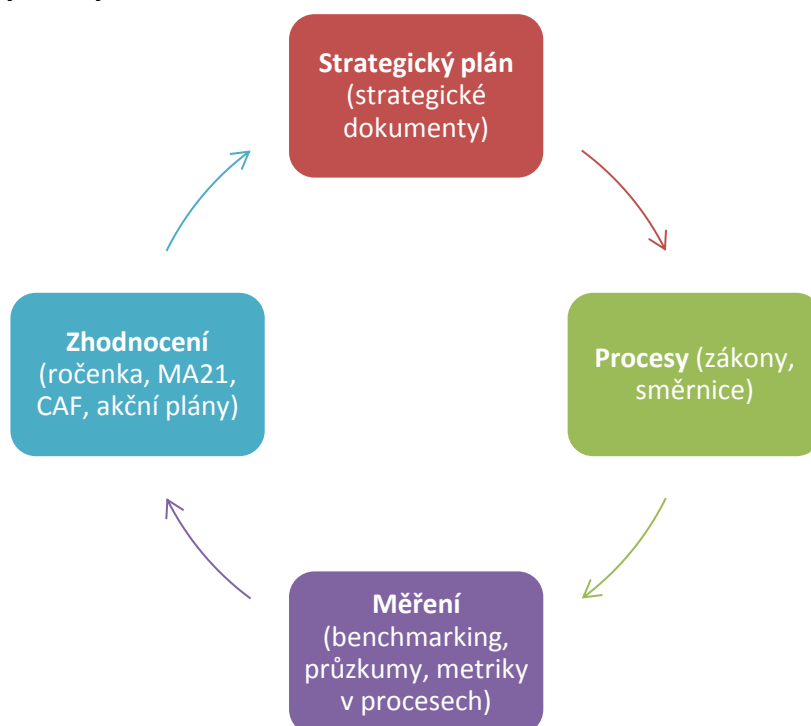 Strategický plán
(strategické
dokumenty)
Procesy (zákony,
směrnice)
Měření
(benchmarking,
průzkumy, metriky
v procesech)
Zhodnocení
(ročenka, MA21,
CAF, akční plány)